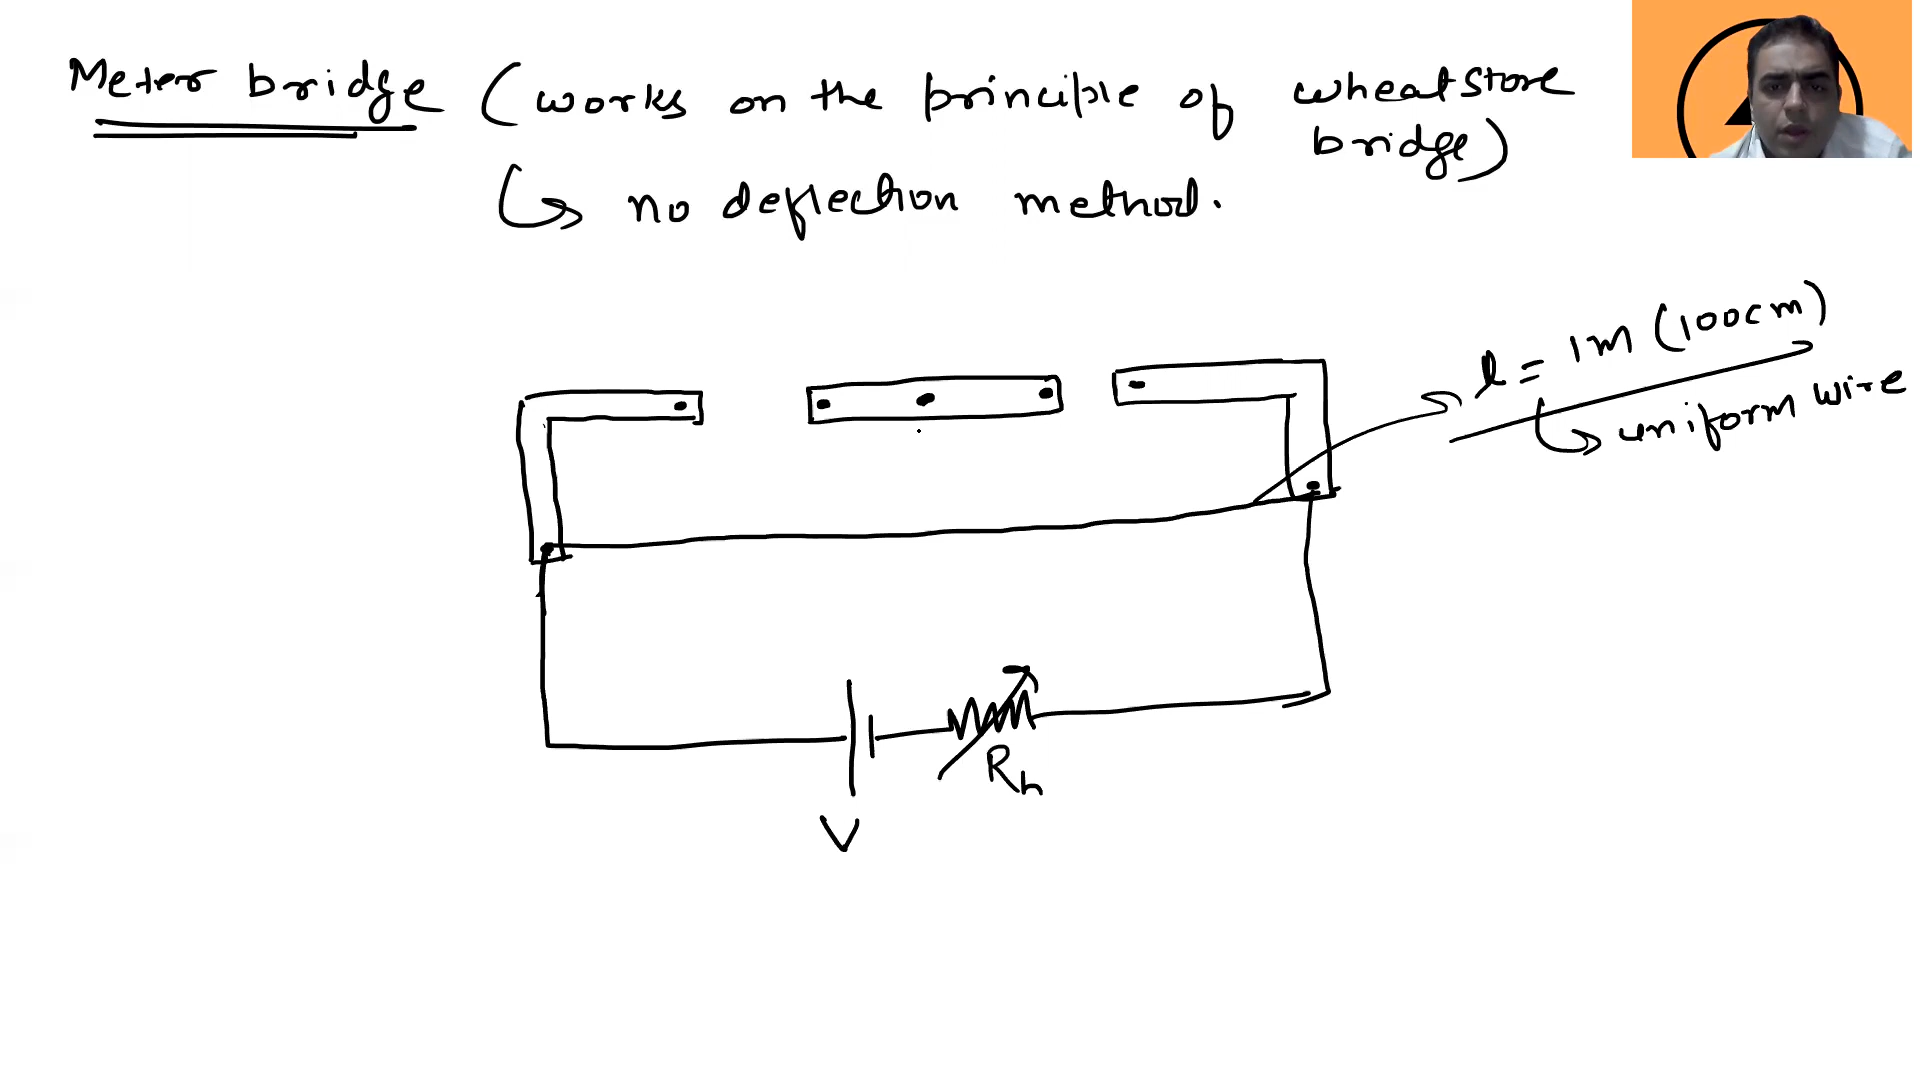 Meter bridge (works on the principle of wheatstone
bridge)
↳ no deflection method.
l = 1m (100cm)
↳ uniform wire
Rh
V